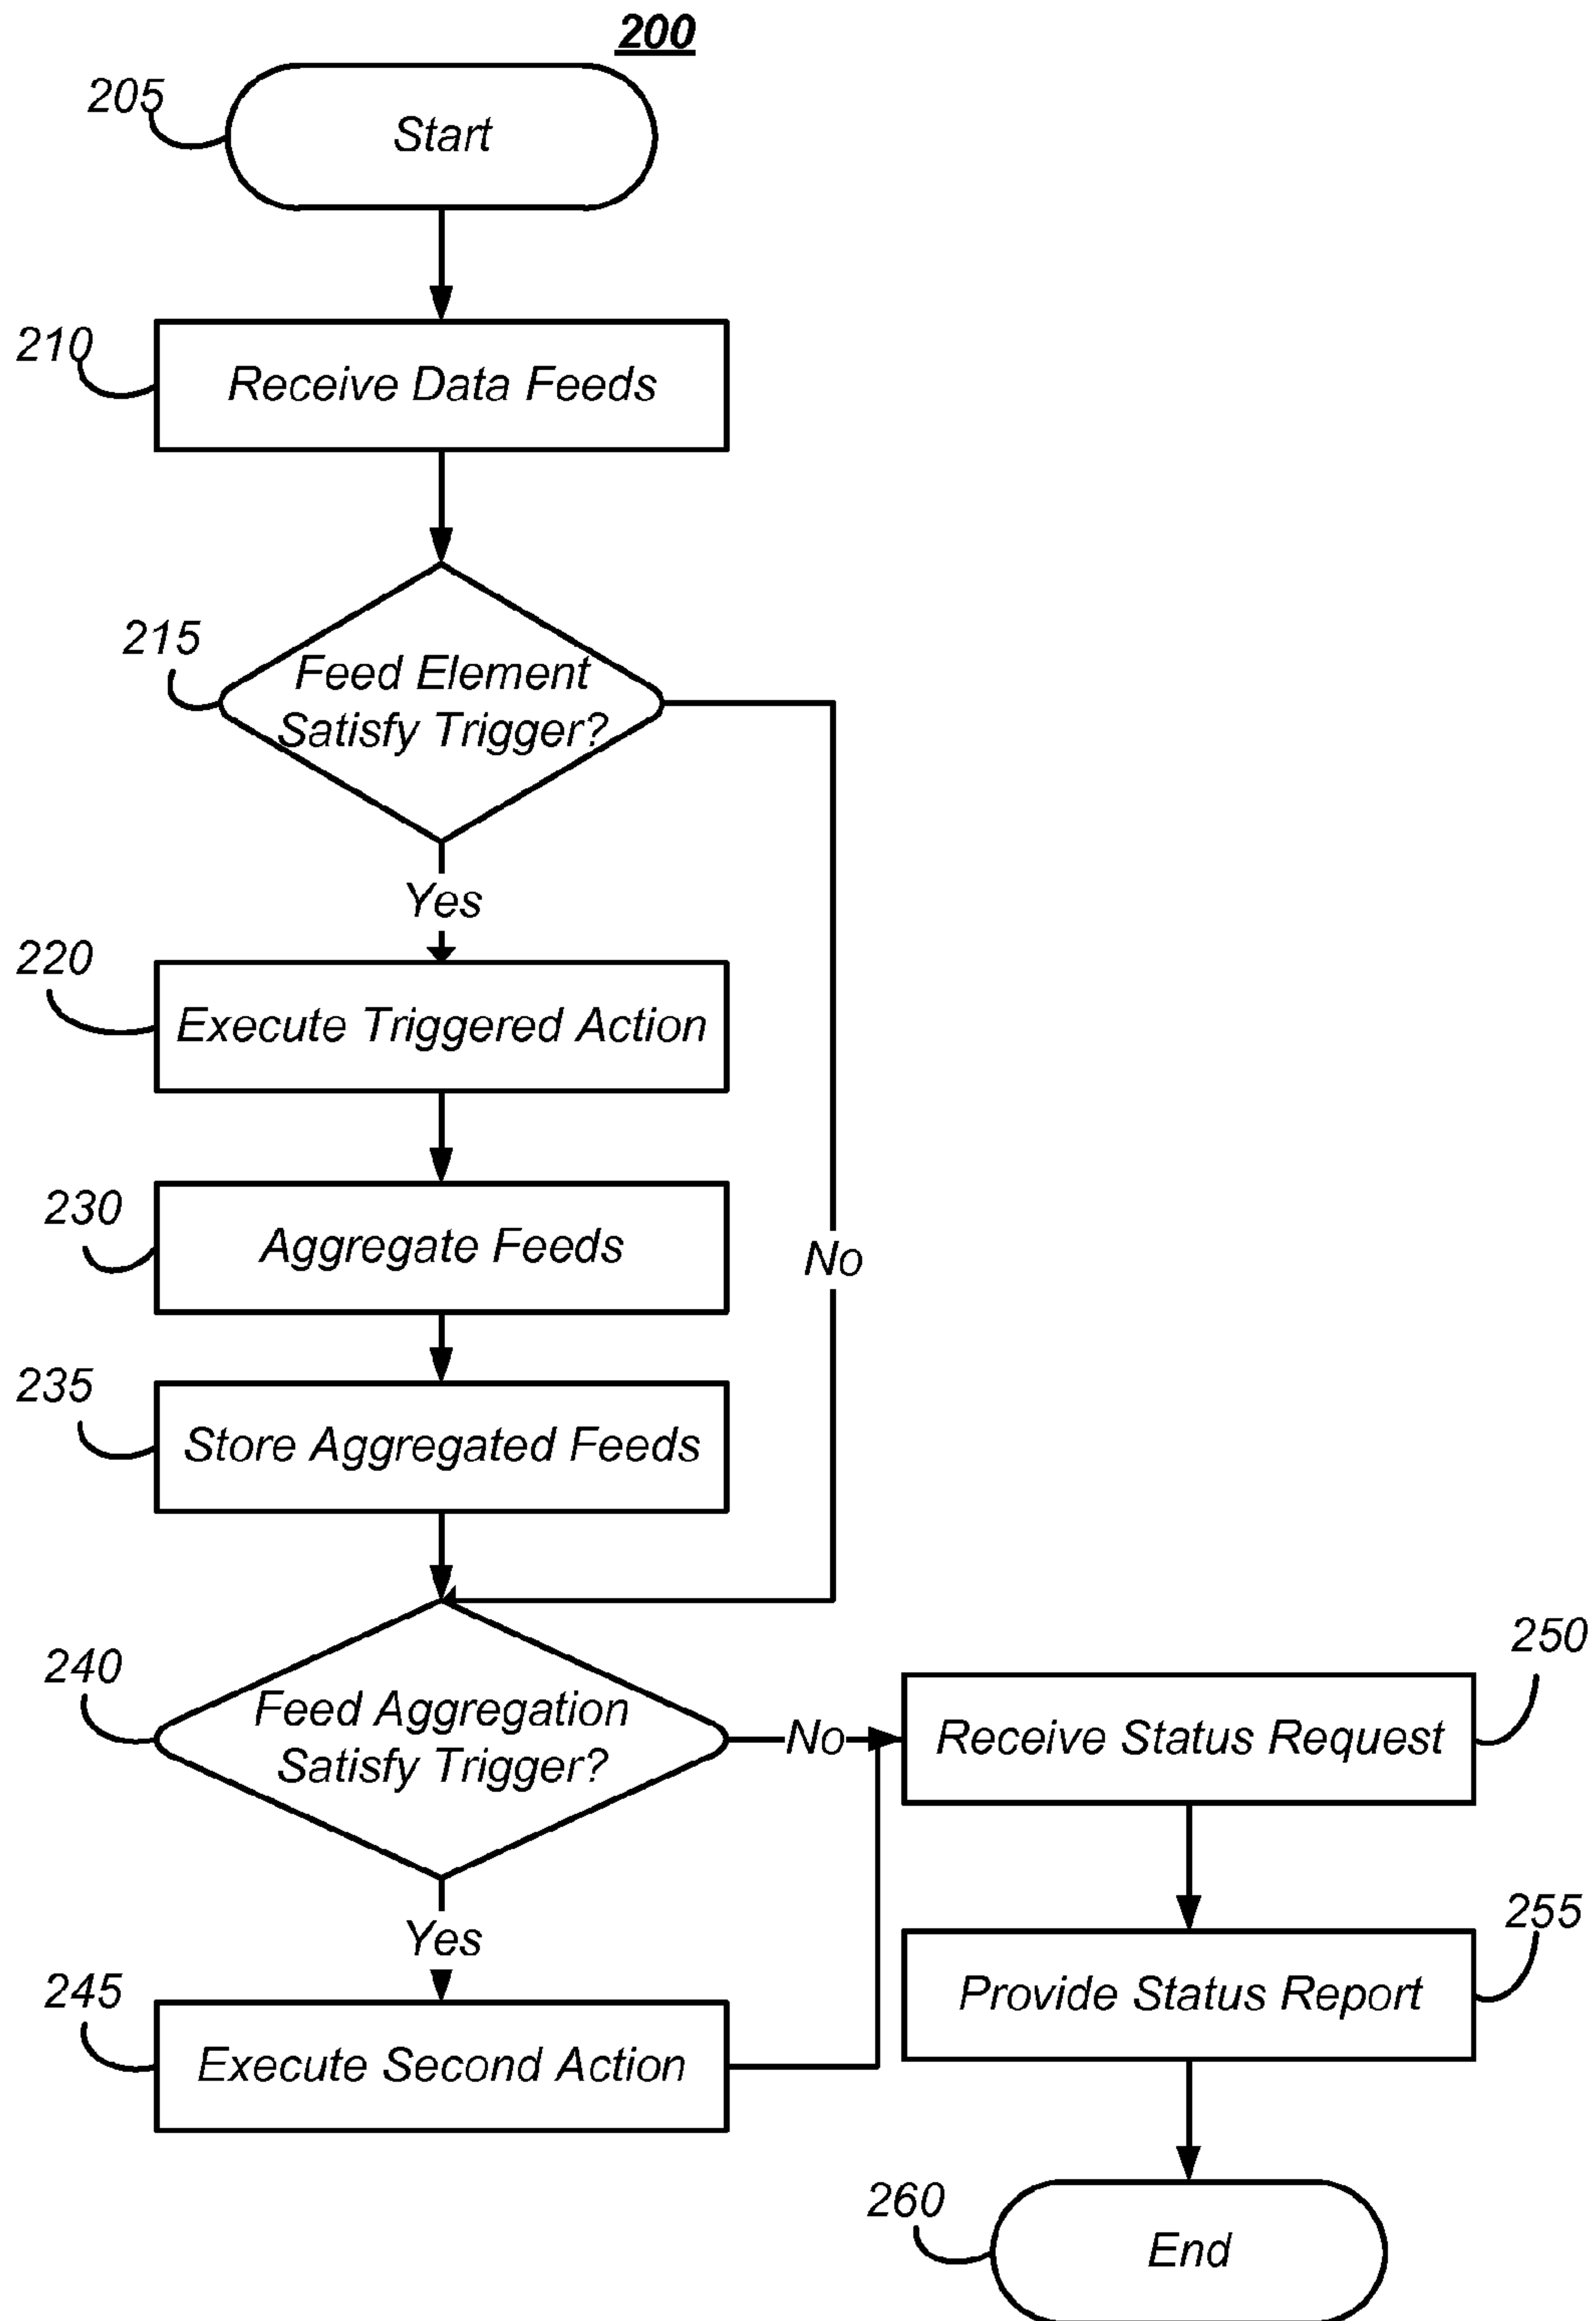 200
205
Start
210
Receive Data Feeds
215
Feed Element
Satisfy Trigger?
Yes
220
Execute Triggered Action
230
Aggregate Feeds
No
235
Store Aggregated Feeds
240
Feed Aggregation
Satisfy Trigger?
No
250
Receive Status Request
Yes
245
Execute Second Action
255
Provide Status Report
260
End